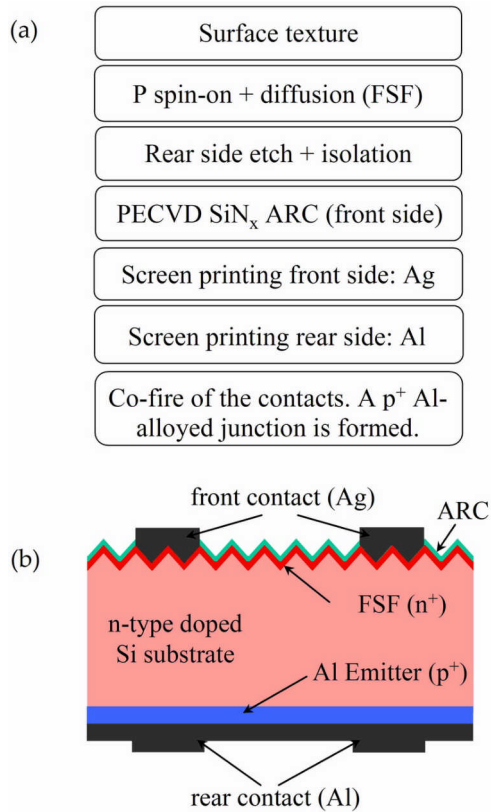 (a)
Surface texture
P spin-on + diffusion (FSF)
Rear side etch + isolation
PECVD SiNₓ ARC (front side)
Screen printing front side: Ag
Screen printing rear side: Al
Co-fire of the contacts. A p⁺ Al-
alloyed junction is formed.
front contact (Ag)
ARC
(b)
FSF (n⁺)
n-type doped
Si substrate
Al Emitter (p⁺)
rear contact (Al)